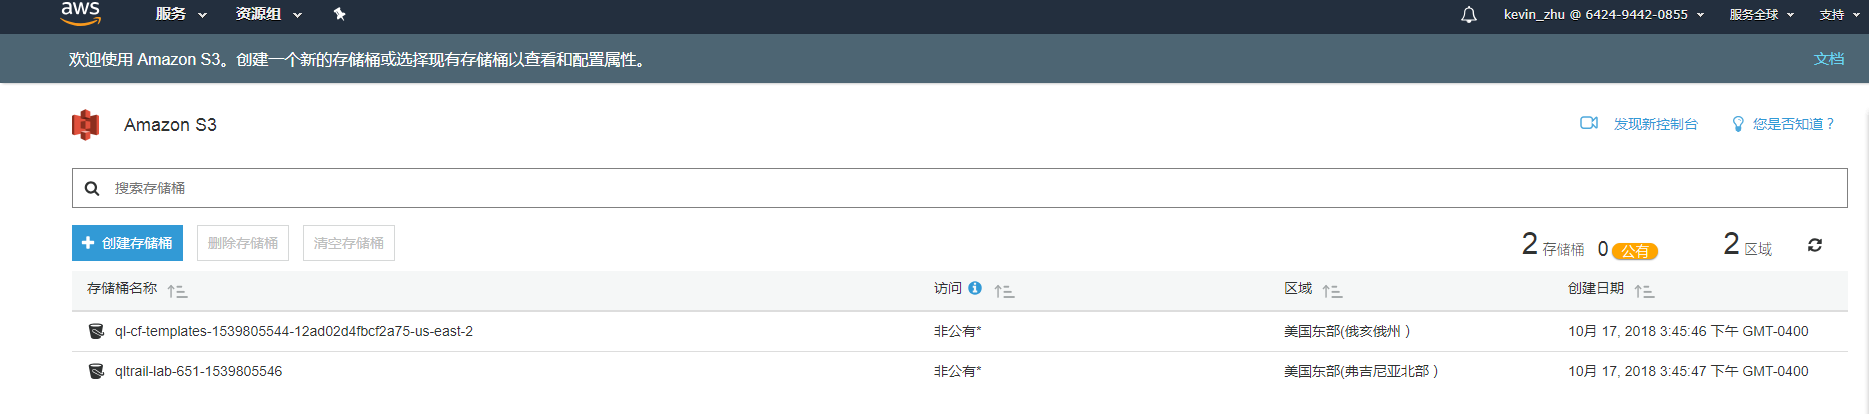 aws 服务 资源组 kevin_zhu @ 6424-9442-0855 服务全球 支持
欢迎使用 Amazon S3。创建一个新的存储桶或选择现有存储桶以查看和配置属性。 文档
Amazon S3 发现新控制台 您是否知道？
搜索存储桶
创建存储桶 删除存储桶 清空存储桶 2 存储桶 0 公有 2 区域
存储桶名称 访问 区域 创建日期
ql-cf-templates-1539805544-12ad02d4fbcf2a75-us-east-2 非公有* 美国东部(俄亥俄州） 10月 17, 2018 3:45:46 下午 GMT-0400
qltrail-lab-651-1539805546 非公有* 美国东部(弗吉尼亚北部） 10月 17, 2018 3:45:47 下午 GMT-0400